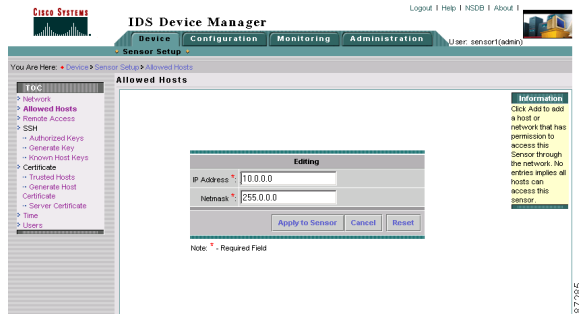 Cisco Systems
Logout | Help | NSDB | About |
IDS Device Manager
Device Configuration Monitoring Administration
User: sensor1(admin)
Sensor Setup
You Are Here: Device > Sensor Setup > Allowed Hosts
Allowed Hosts
TOC
Network
Allowed Hosts
Remote Access
SSH
Authorized Keys
Generate Key
Known Host Keys
Certificate
Trusted Hosts
Generate Host
Certificate
Server Certificate
Time
Users
Editing
IP Address *: 10.0.0.0
Netmask *: 255.0.0.0
Apply to Sensor Cancel Reset
Note: * - Required Field
Information
Click Add to add
a host or
network that has
permission to
access this
Sensor through
the network. No
entries implies all
hosts can
access this
sensor.
87285